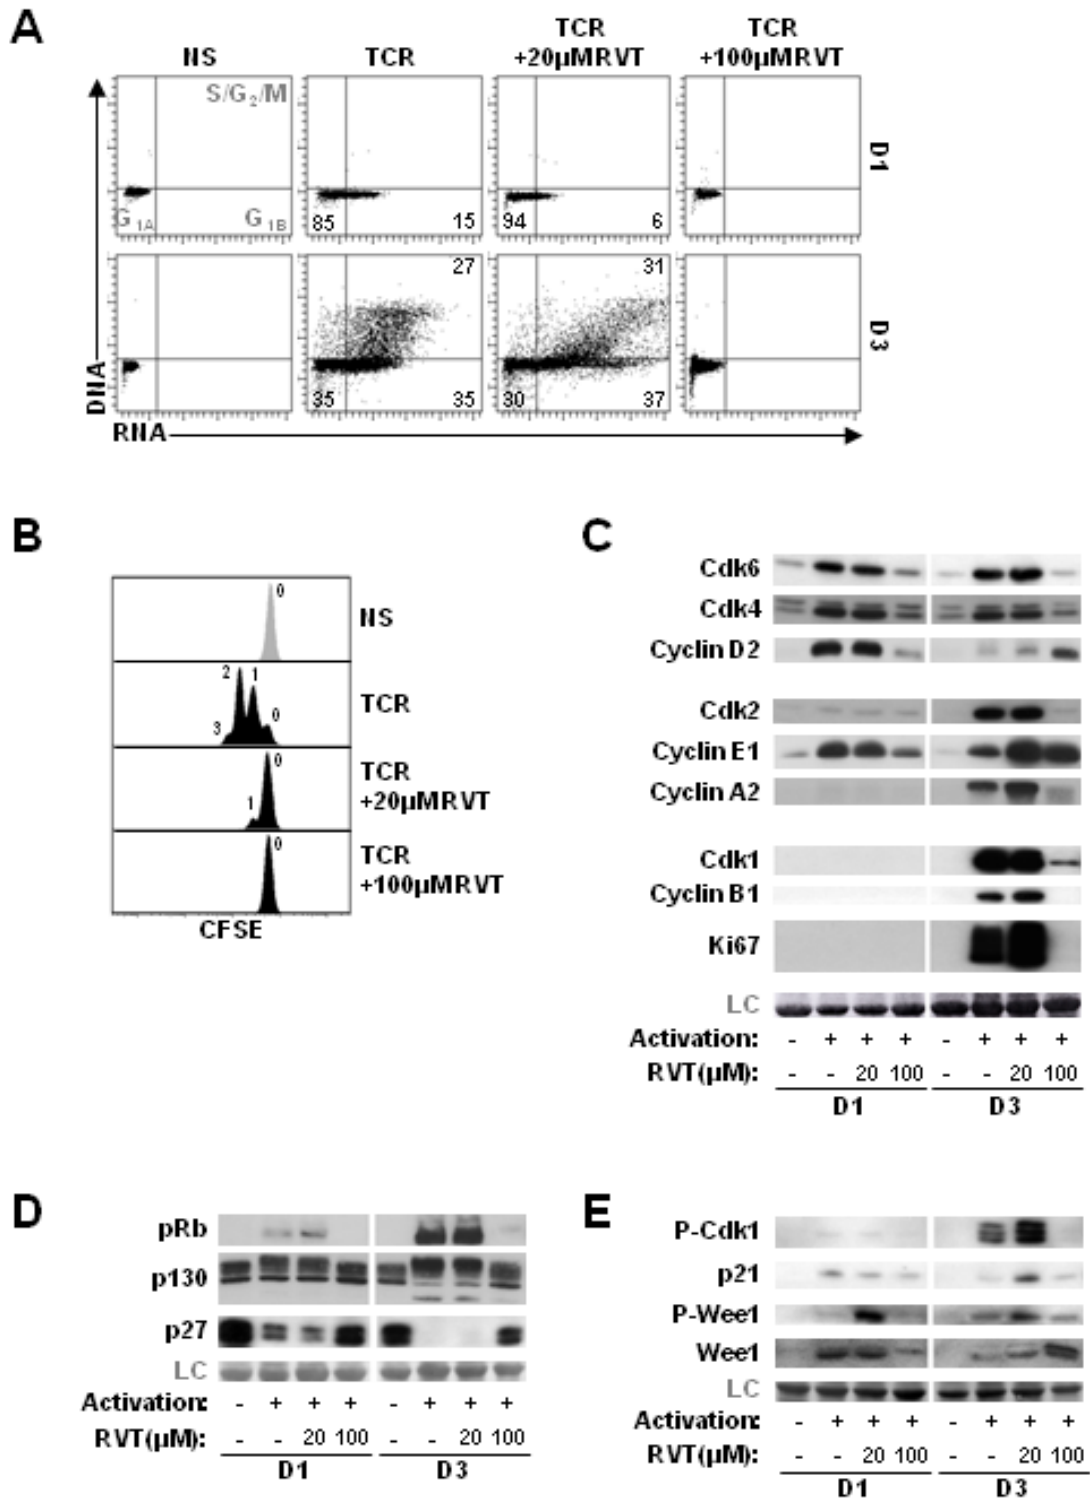 A
NS
TCR
TCR
+20µMRVT
TCR
+100µMRVT
S/G2/M
G1A
G1B
85
15
94
6
D1
27
35
35
31
30
37
D3
DNA
RNA
B
0
NS
2
1
0
3
TCR
0
1
TCR
+20µMRVT
0
TCR
+100µMRVT
CFSE
C
Cdk6
Cdk4
Cyclin D2
Cdk2
Cyclin E1
Cyclin A2
Cdk1
Cyclin B1
Ki67
LC
Activation: - + + + - + + +
RVT(µM): - - 20 100 - - 20 100
D1 D3
D
pRb
p130
p27
LC
Activation: - + + + - + + +
RVT(µM): - - 20 100 - - 20 100
D1 D3
E
P-Cdk1
p21
P-Wee1
Wee1
LC
Activation: - + + + - + + +
RVT(µM): - - 20 100 - - 20 100
D1 D3